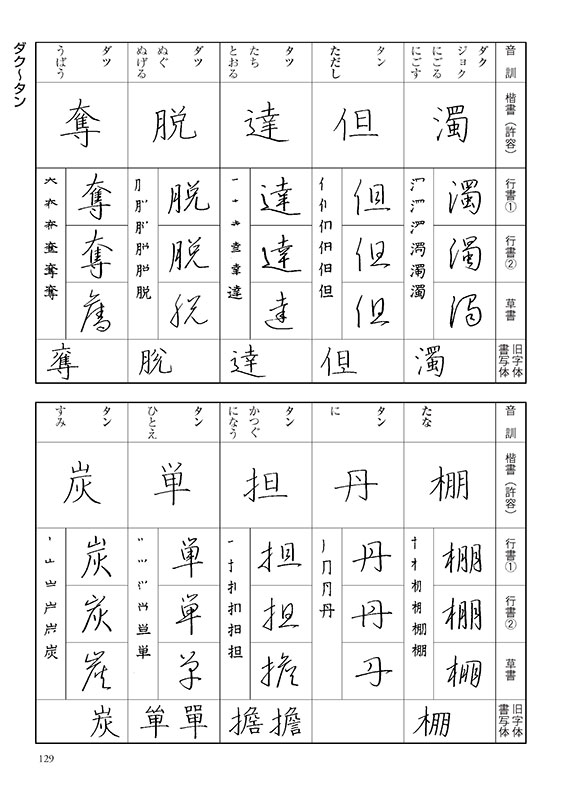 ダク〜タン
音 訓
楷書(許容)
行書①
行書②
草書
旧字体
書写体
ダク
ジョク
にごる
にごす
濁
濁
濁
濁
濁
タン
ただし
但
但
但
但
但
但
タツ
たち
とおる
達
達
達
達
達
達
ダツ
ぬぐ
ぬげる
脱
脱
脱
脱
脱
脫
ダツ
うばう
奪
奪
奪
奪
奪
奪
音 訓
楷書(許容)
行書①
行書②
草書
旧字体
書写体
たな
棚
棚
棚
棚
棚
棚
タン
に
丹
丹
丹
丹
丹
タン
かつぐ
になう
担
担
担
担
担
擔
タン
ひとえ
単
単
単
単
単
單
タン
すみ
炭
炭
炭
炭
炭
炭
129